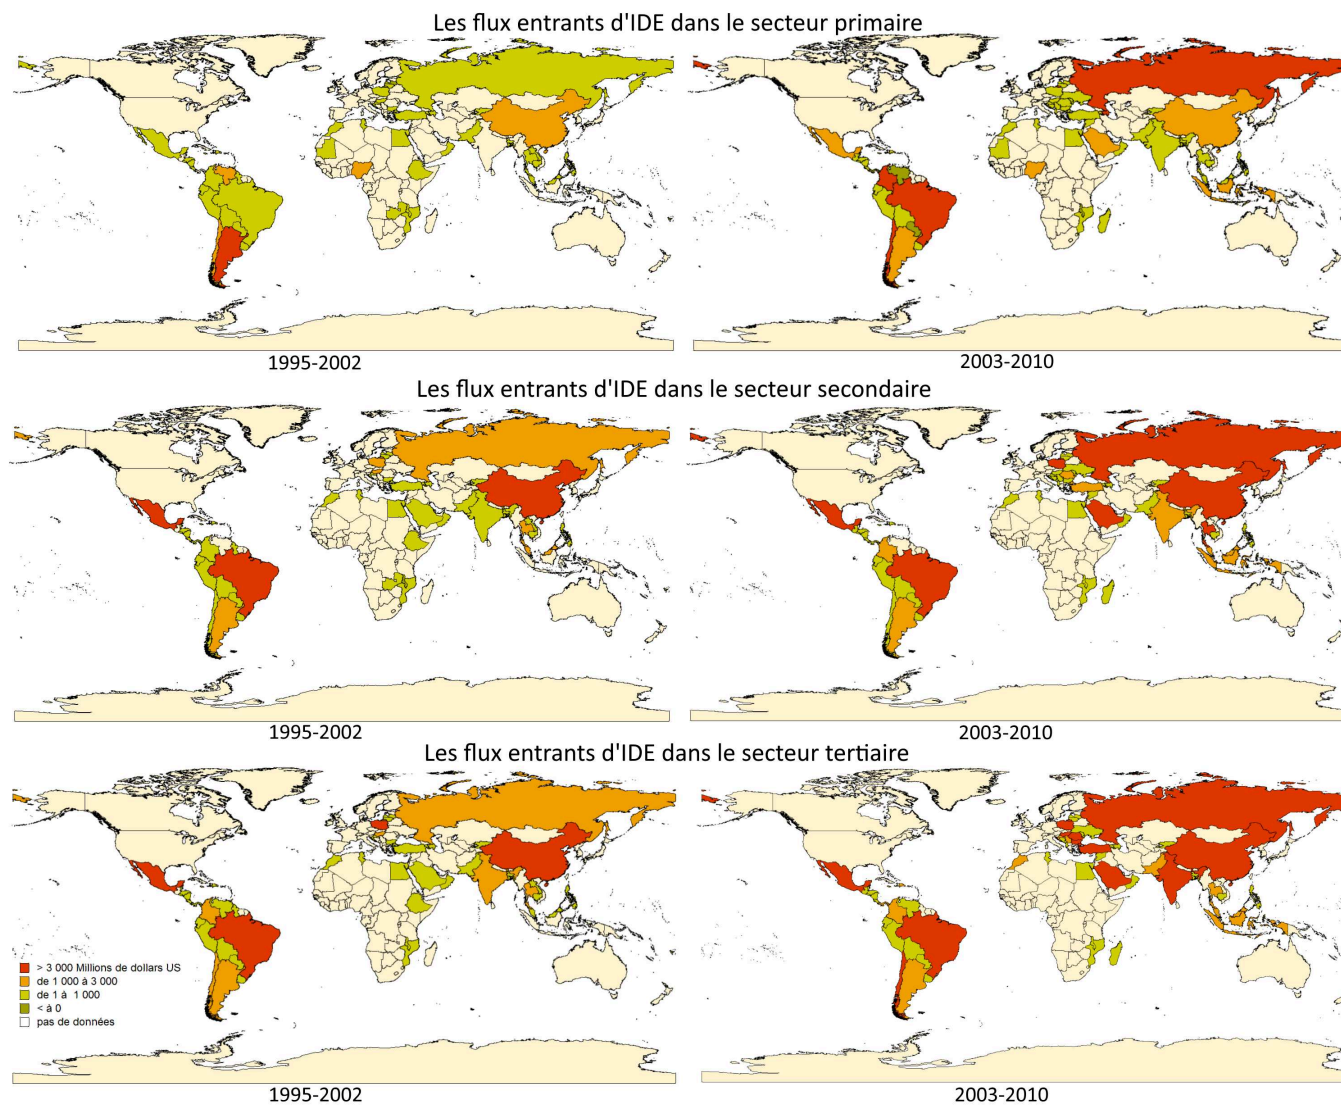 Les flux entrants d'IDE dans le secteur primaire
1995-2002
2003-2010
Les flux entrants d'IDE dans le secteur secondaire
1995-2002
2003-2010
Les flux entrants d'IDE dans le secteur tertiaire
> 3 000 Millions de dollars US
de 1 000 à 3 000
de 1 à 1 000
< à 0
pas de données
1995-2002
2003-2010